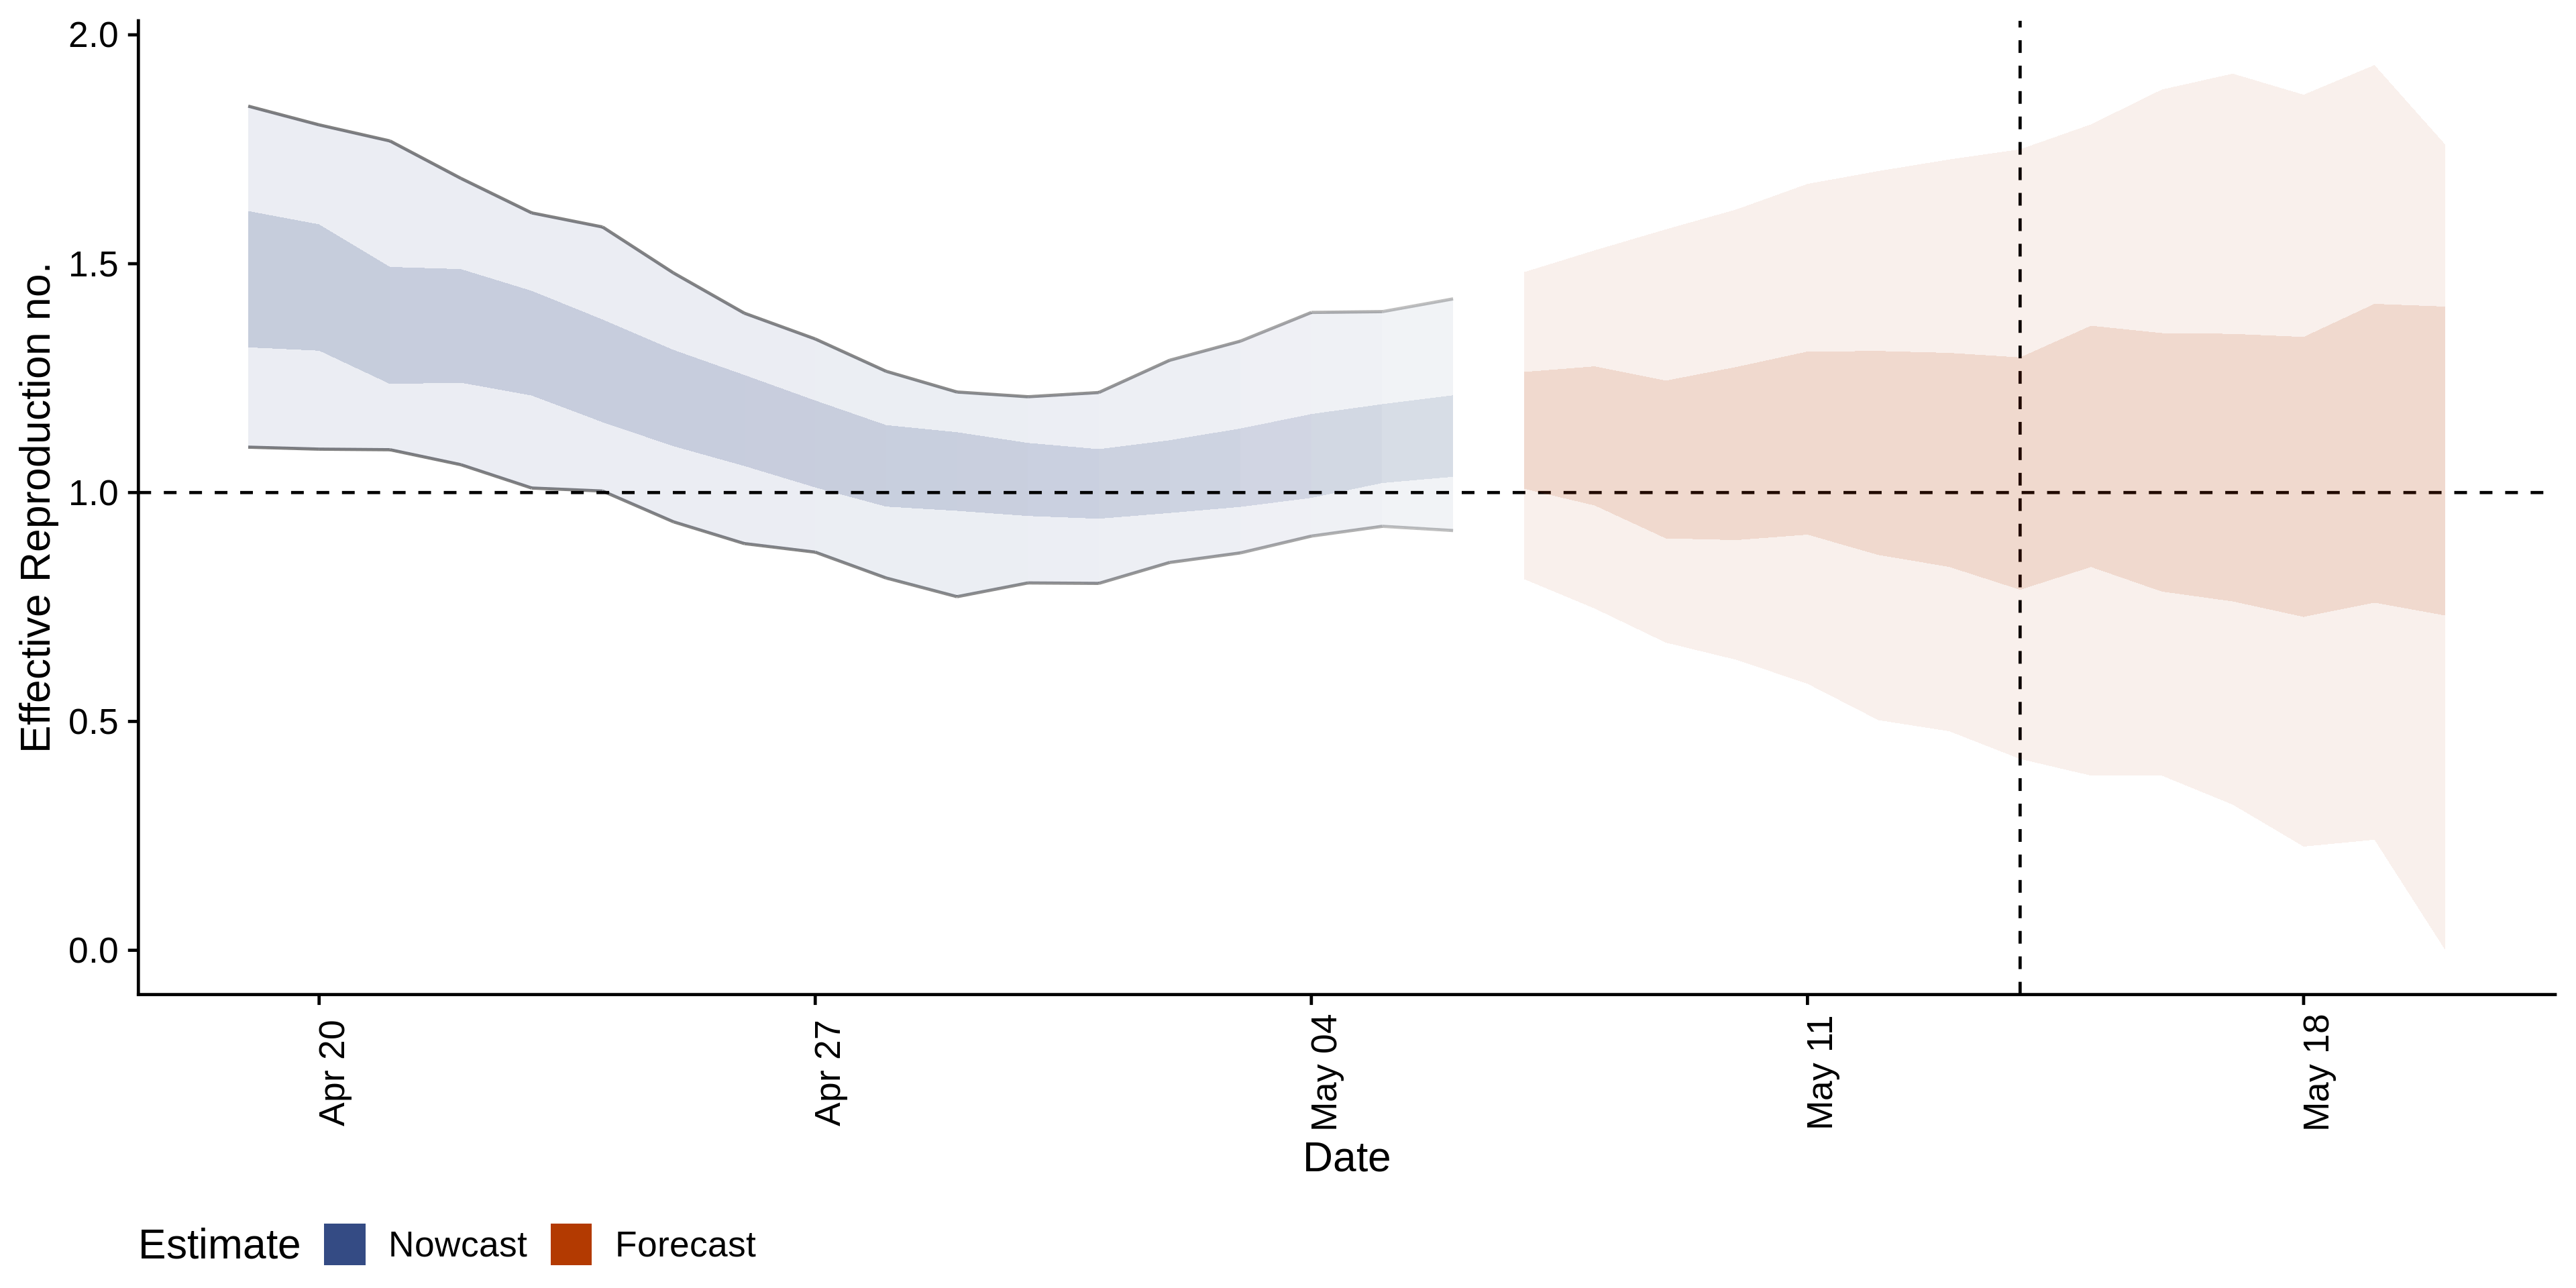 Effective Reproduction no.
2.0
1.5
1.0
0.5
0.0
Apr 20
Apr 27
May 04
May 11
May 18
Date
Estimate Nowcast Forecast